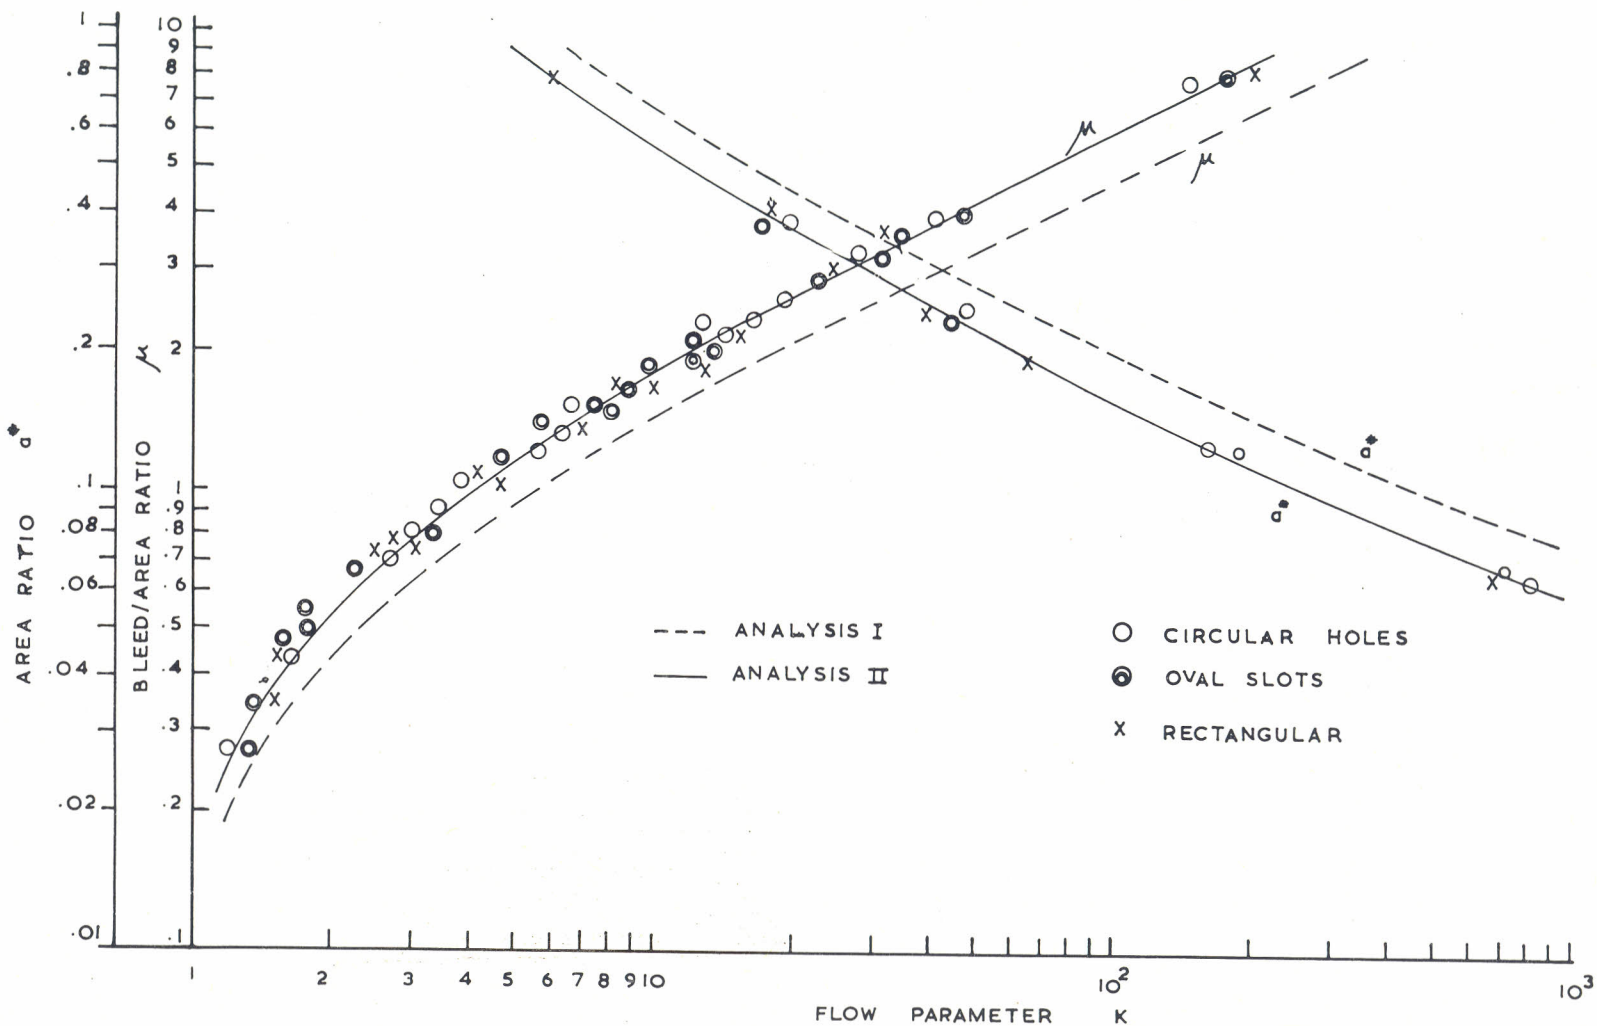 1
.8
.6
.4
.2
.1
.08
.06
.04
.02
.01
AREA RATIO a*
10
9
8
7
6
5
4
3
2
1
.9
.8
.7
.6
.5
.4
.3
.2
.1
BLEED/AREA RATIO μ
μ
μ
a*
a*
--- ANALYSIS I
— ANALYSIS II
CIRCULAR HOLES
OVAL SLOTS
X RECTANGULAR
1 2 3 4 5 6 7 8 9 10 10² 10³
FLOW PARAMETER K